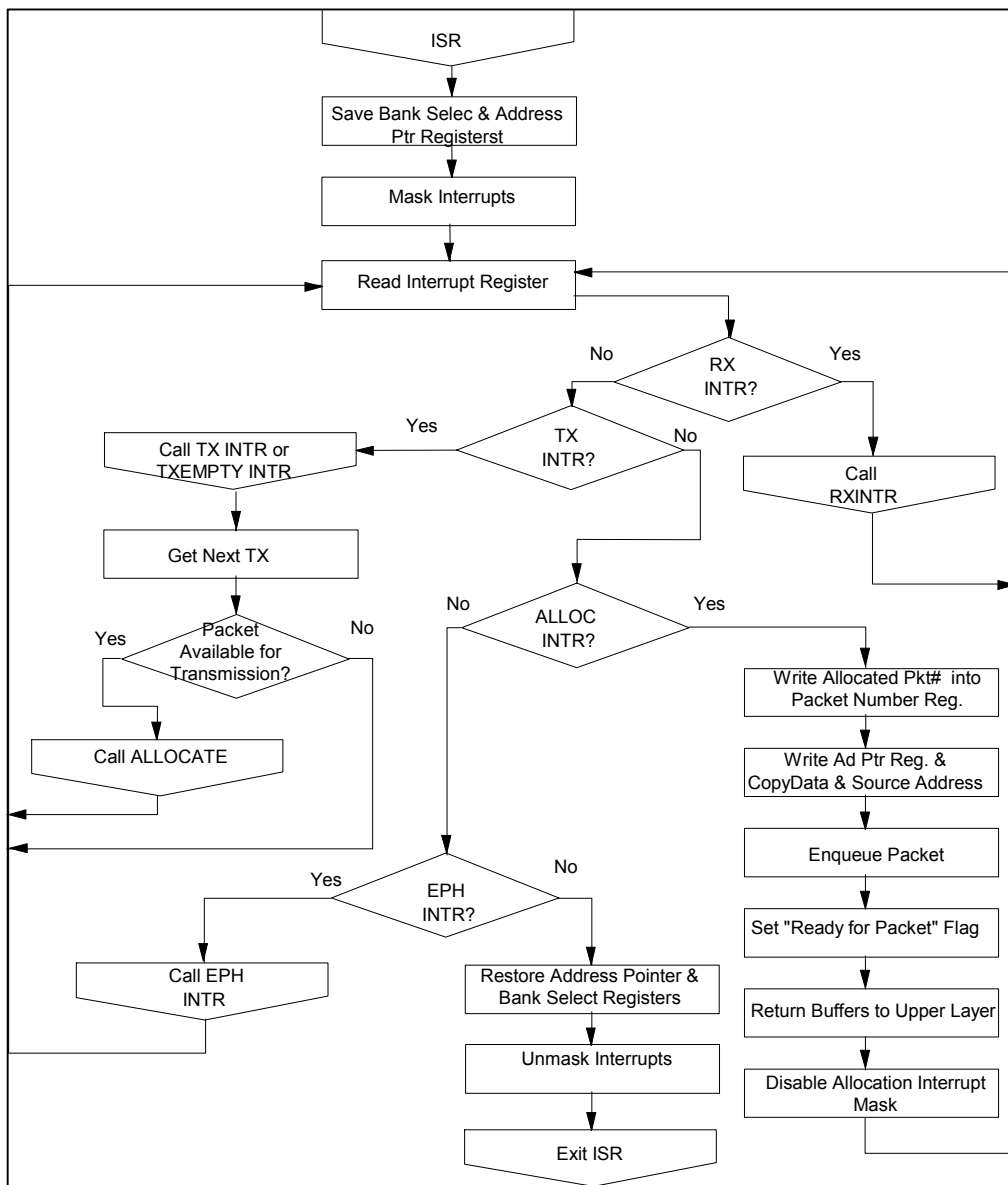 ISR
Save Bank Selec & Address
Ptr Registerst
Mask Interrupts
Read Interrupt Register
No
RX
INTR?
Yes
Yes
TX
INTR?
No
Call TX INTR or
TXEMPTY INTR
Call
RXINTR
Get Next TX
No
ALLOC
INTR?
Yes
Yes
Packet
Available for
Transmission?
No
Write Allocated Pkt# into
Packet Number Reg.
Call ALLOCATE
Write Ad Ptr Reg. &
CopyData & Source Address
Enqueue Packet
Yes
EPH
INTR?
No
Set "Ready for Packet" Flag
Call EPH
INTR
Restore Address Pointer &
Bank Select Registers
Return Buffers to Upper Layer
Unmask Interrupts
Disable Allocation Interrupt
Mask
Exit ISR